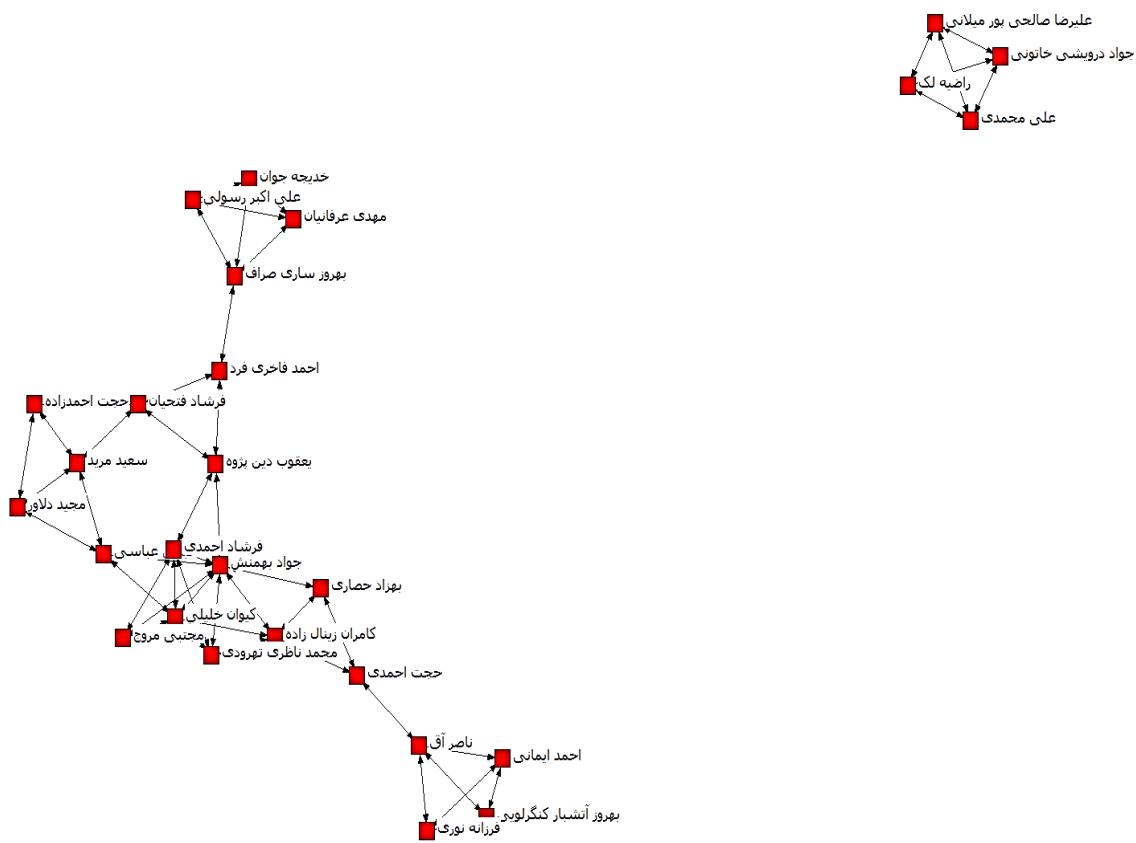 علیرضا صالحی پور میلانی
جواد درویشی خاتونی
راضیه لک
علی محمدی
خدیجه جوان
علی اکبر رسولی
مهدی عرفانیان
بهروز ساری صراف
احمد فاخری فرد
فرشاد فتحیان
حجت احمدزاده
یعقوب دین پژوه
سعید مرید
مجید دلاور
فرشاد احمدی
عباسی
جواد بهمنش
بهزاد حصاری
کیوان خلیلی
کامران زینال زاده
مجتبی مروج
محمد ناظری تهرودی
حجت احمدی
ناصر آق
احمد ایمانی
بهروز آتشبار کنگرلویی
فرزانه نوری